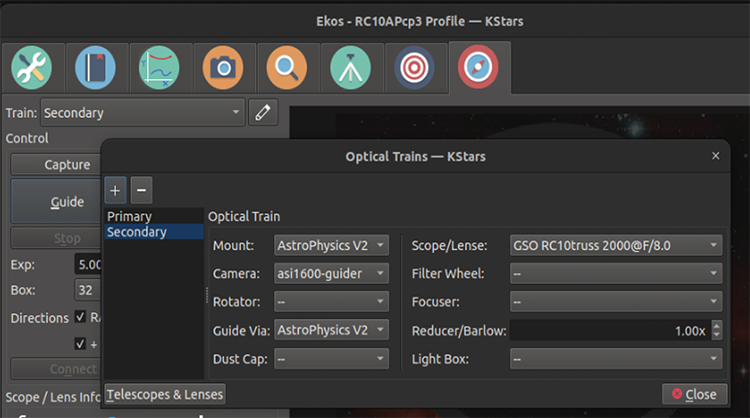 Ekos - RC10APcp3 Profile — KStars
Train: Secondary
Control
Capture
Guide
Stop
Exp: 5.00
Box: 32
Directions
+
Connect
Scope / Lens Info
Optical Trains — KStars
×
+ −
Primary
Secondary
Optical Train
Mount: AstroPhysics V2 Scope/Lense: GSO RC10truss 2000@F/8.0
Camera: asi1600-guider Filter Wheel: --
Rotator: -- Focuser: --
Guide Via: AstroPhysics V2 Reducer/Barlow: 1.00x
Dust Cap: -- Light Box: --
Telescopes & Lenses Close